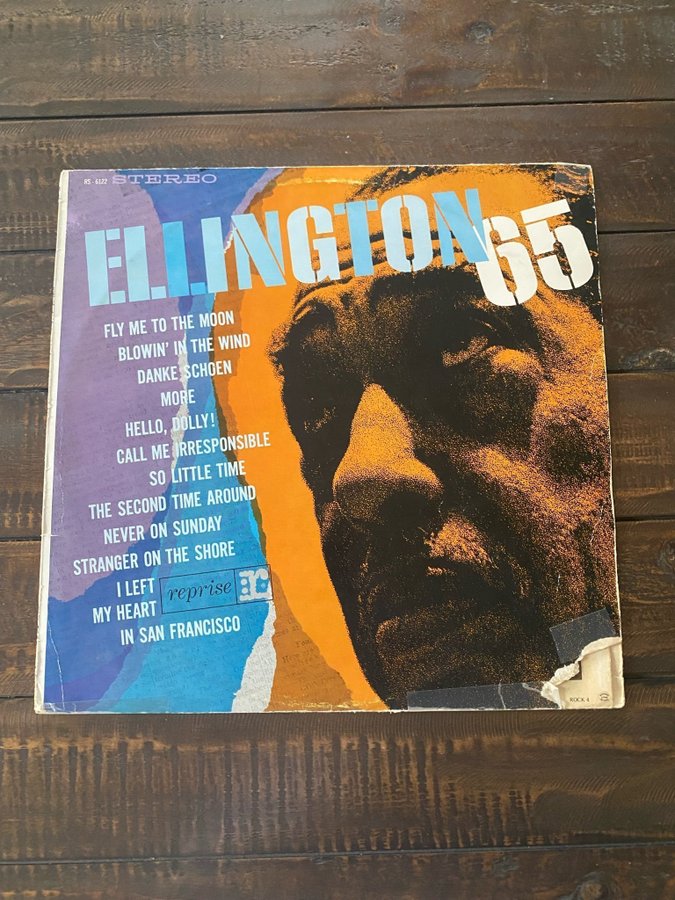 RS-6122 STEREO
ELLINGTON 65
FLY ME TO THE MOON
BLOWIN' IN THE WIND
DANKE SCHOEN
MORE
HELLO, DOLLY!
CALL ME IRRESPONSIBLE
SO LITTLE TIME
THE SECOND TIME AROUND
NEVER ON SUNDAY
STRANGER ON THE SHORE
I LEFT
MY HEART
IN SAN FRANCISCO
reprise r
ROCK 4